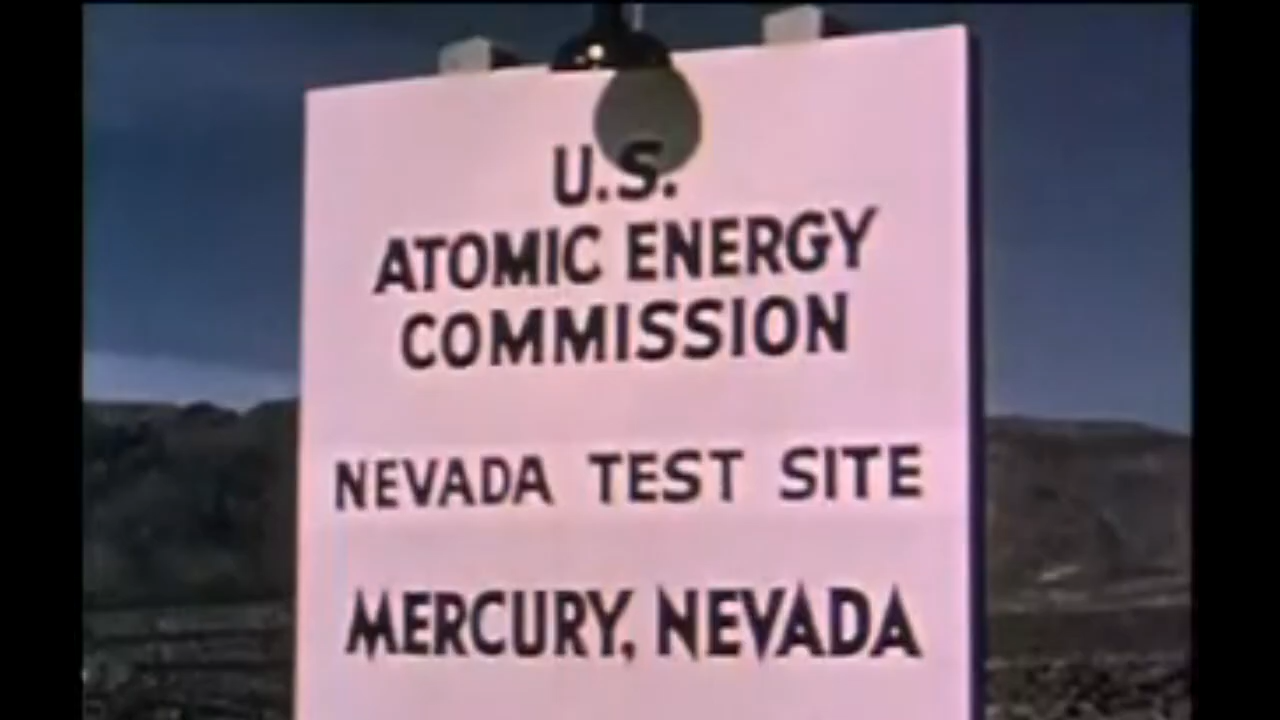 U.S.
ATOMIC ENERGY
COMMISSION
NEVADA TEST SITE
MERCURY, NEVADA